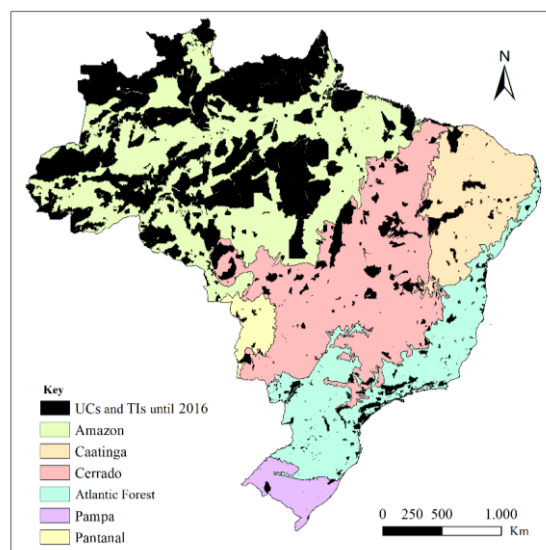 N
Key
UCs and TIs until 2016
Amazon
Caatinga
Cerrado
Atlantic Forest
Pampa
Pantanal
0 250 500 1.000
Km